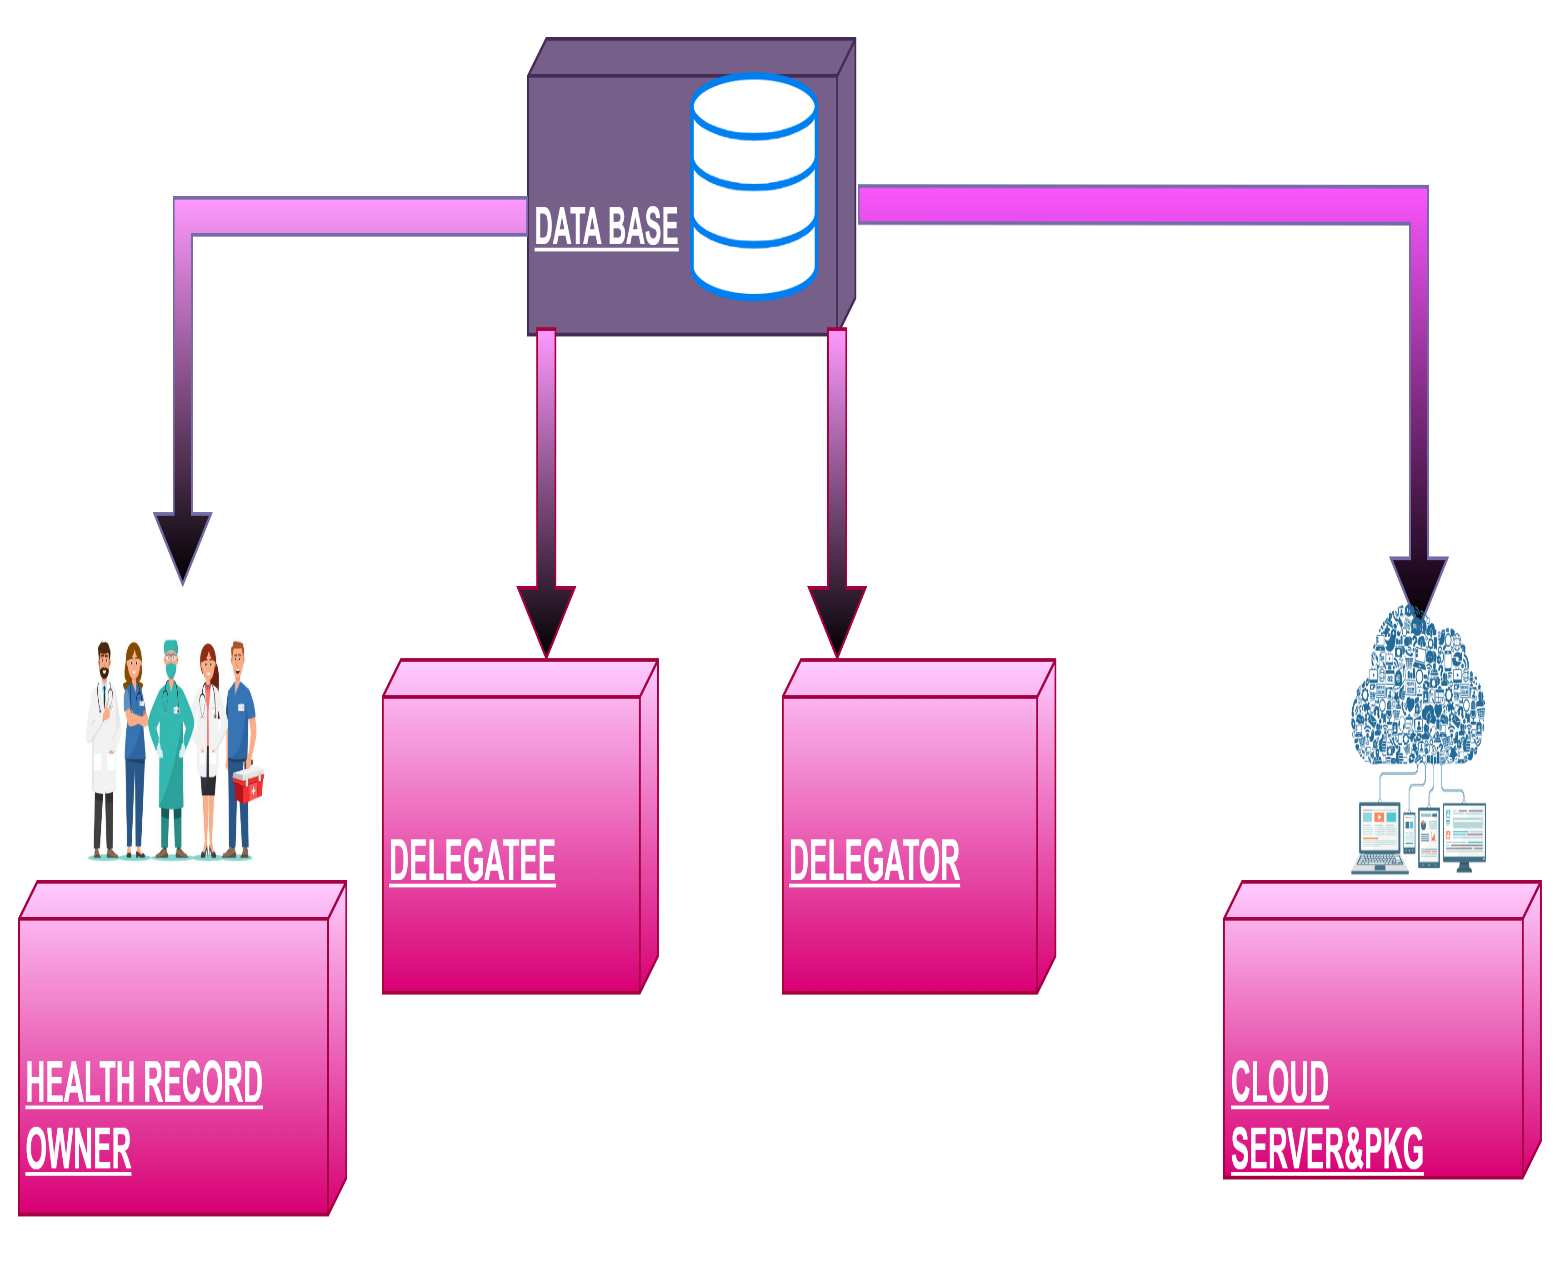 DATA BASE
DELEGATEE
DELEGATOR
HEALTH RECORD
OWNER
CLOUD
SERVER&PKG